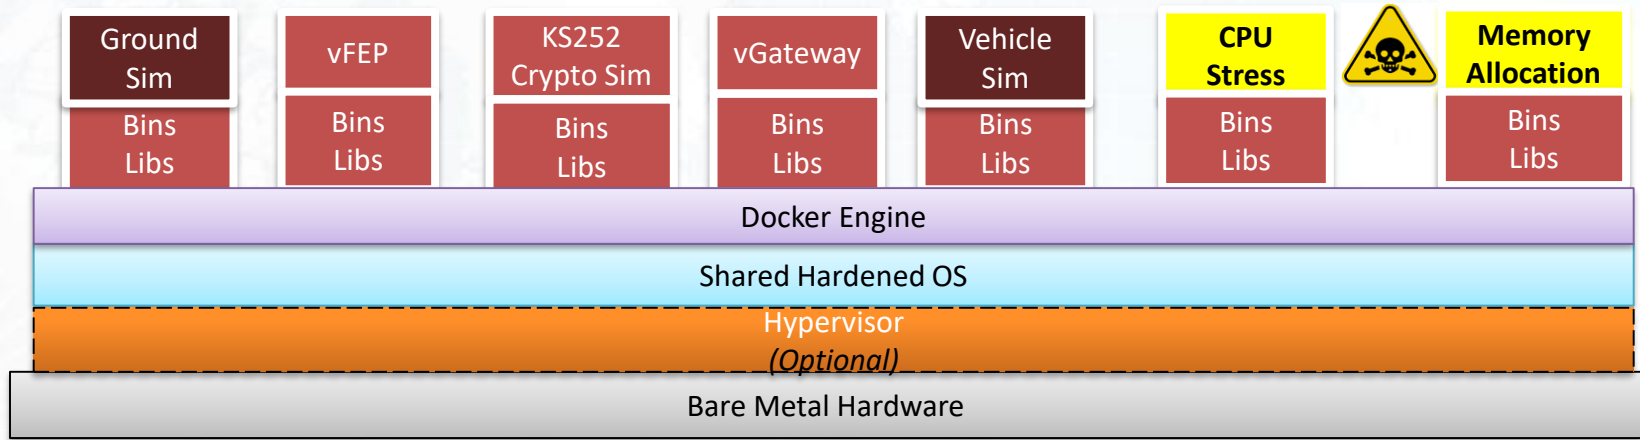 Ground
Sim
Bins
Libs
vFEP
Bins
Libs
KS252
Crypto Sim
Bins
Libs
vGateway
Bins
Libs
Vehicle
Sim
Bins
Libs
CPU
Stress
Bins
Libs
Memory
Allocation
Bins
Libs
Docker Engine
Shared Hardened OS
Hypervisor
(Optional)
Bare Metal Hardware